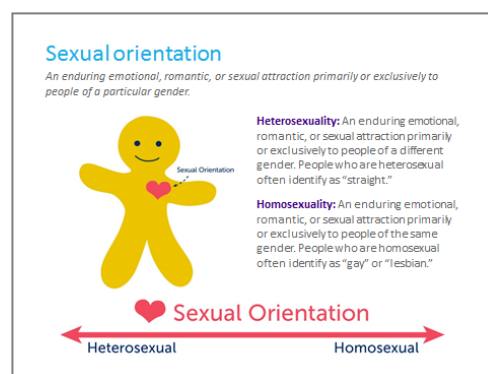 Sexual orientation
An enduring emotional, romantic, or sexual attraction primarily or exclusively to
people of a particular gender.
Sexual Orientation
Heterosexuality: An enduring emotional,
romantic, or sexual attraction primarily
or exclusively to people of a different
gender. People who are heterosexual
often identify as “straight.”
Homosexuality: An enduring emotional,
romantic, or sexual attraction primarily
or exclusively to people of the same
gender. People who are homosexual
often identify as “gay” or “lesbian.”
Sexual Orientation
Heterosexual
Homosexual